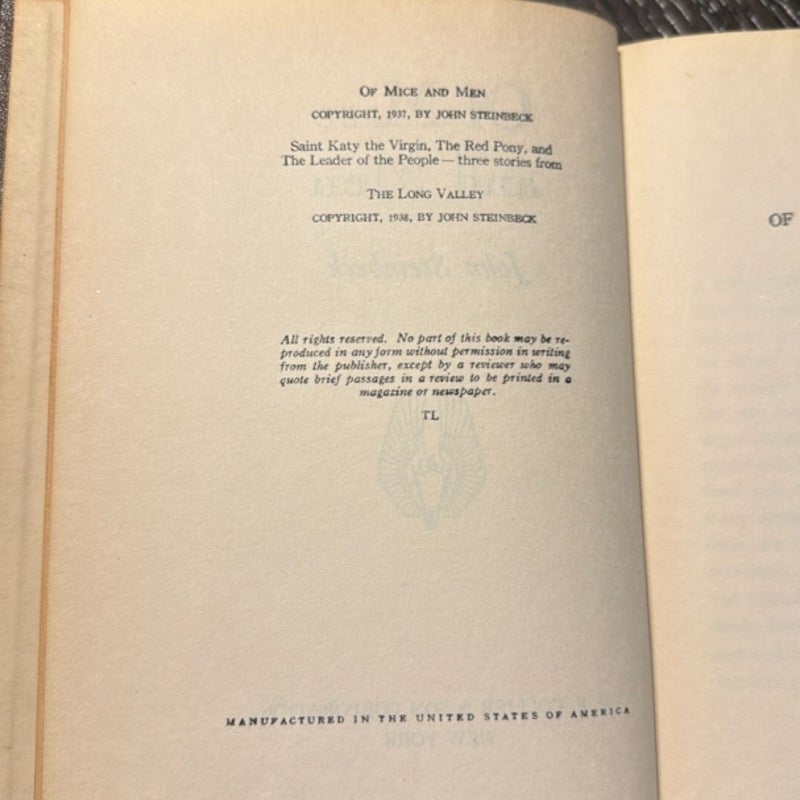 OF MICE AND MEN
COPYRIGHT, 1937, BY JOHN STEINBECK
Saint Katy the Virgin, The Red Pony, and
The Leader of the People — three stories from
THE LONG VALLEY
COPYRIGHT, 1938, BY JOHN STEINBECK
All rights reserved. No part of this book may be re-
produced in any form without permission in writing
from the publisher, except by a reviewer who may
quote brief passages in a review to be printed in a
magazine or newspaper.
TL
MANUFACTURED IN THE UNITED STATES OF AMERICA
OF